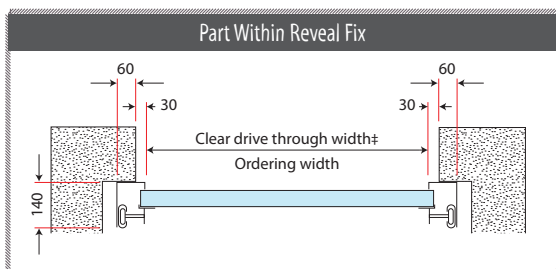 Part Within Reveal Fix
60
60
30
30
Clear drive through width‡
Ordering width
140